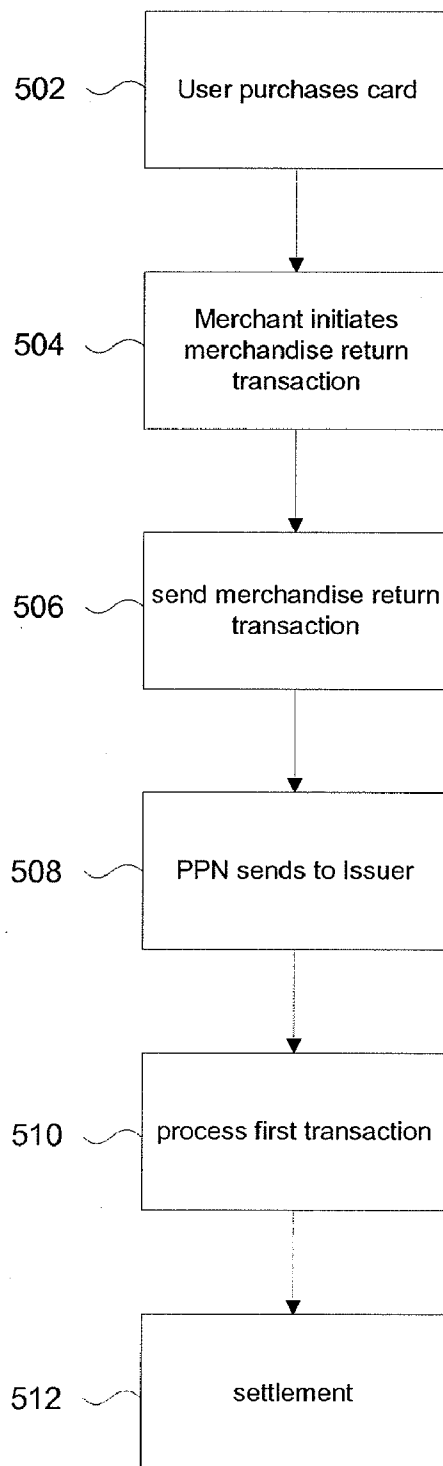 502
User purchases card
504
Merchant initiates
merchandise return
transaction
506
send merchandise return
transaction
508
PPN sends to Issuer
510
process first transaction
512
settlement